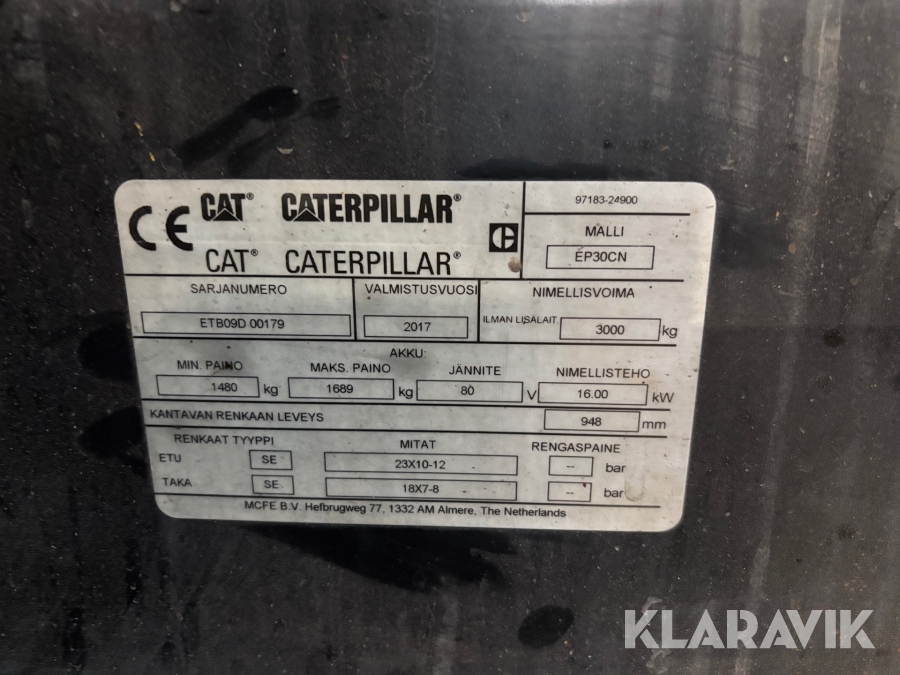 CE CAT® CATERPILLAR®
CAT® CATERPILLAR®
97183-24900
MALLI
EP30CN
SARJANUMERO VALMISTUSVUOSI NIMELLISVOIMA
ETB09D 00179 2017 ILMAN LISÄLAIT. 3000 kg
AKKU:
MIN. PAINO MAKS. PAINO JÄNNITE NIMELLISTEHO
1480 kg 1689 kg 80 V 16.00 kW
KANTAVAN RENKAAN LEVEYS 948 mm
RENKAAT TYYPPI MITAT RENGASPAINE
ETU SE 23X10-12 -- bar
TAKA SE 18X7-8 -- bar
MCFE B.V. Hefbrugweg 77, 1332 AM Almere, The Netherlands
KLARAVIK